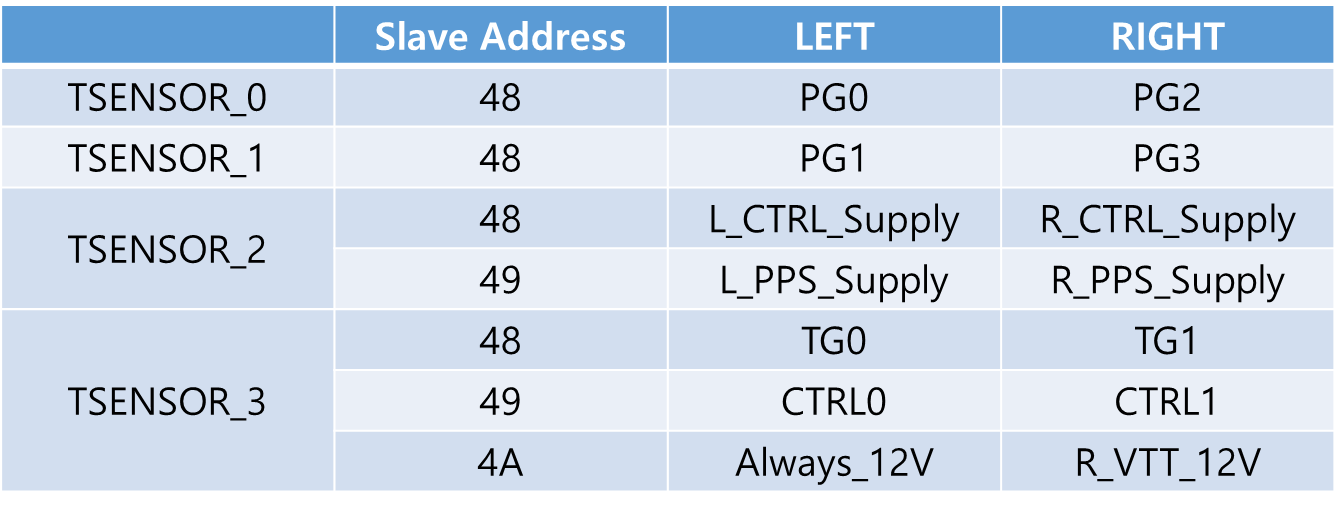 Slave Address LEFT RIGHT
TSENSOR_0 48 PG0 PG2
TSENSOR_1 48 PG1 PG3
TSENSOR_2 48 L_CTRL_Supply R_CTRL_Supply
49 L_PPS_Supply R_PPS_Supply
TSENSOR_3 48 TG0 TG1
49 CTRL0 CTRL1
4A Always_12V R_VTT_12V